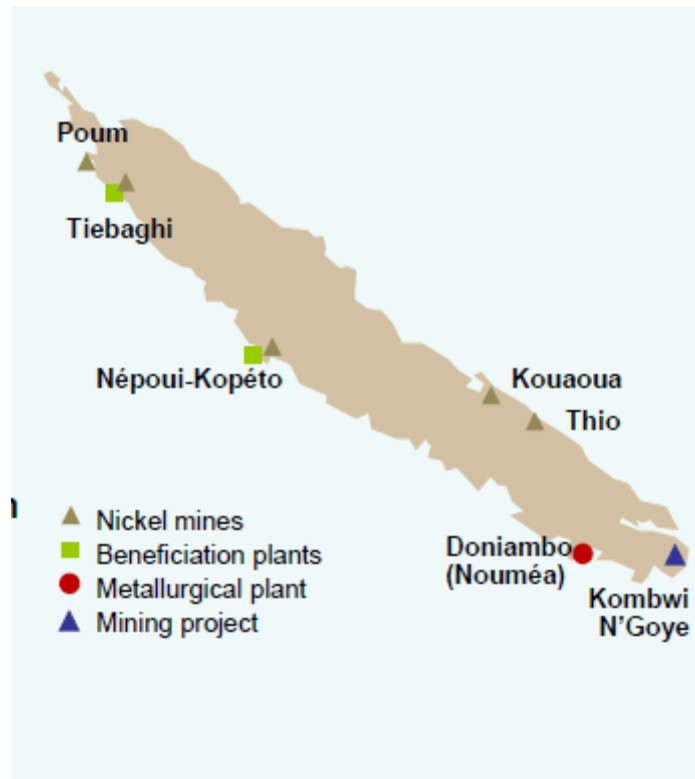 Poum
Tiebaghi
Népoui-Kopéto
Kouaoua
Thio
Doniambo
(Nouméa)
Kombwi
N'Goye
Nickel mines
Beneficiation plants
Metallurgical plant
Mining project